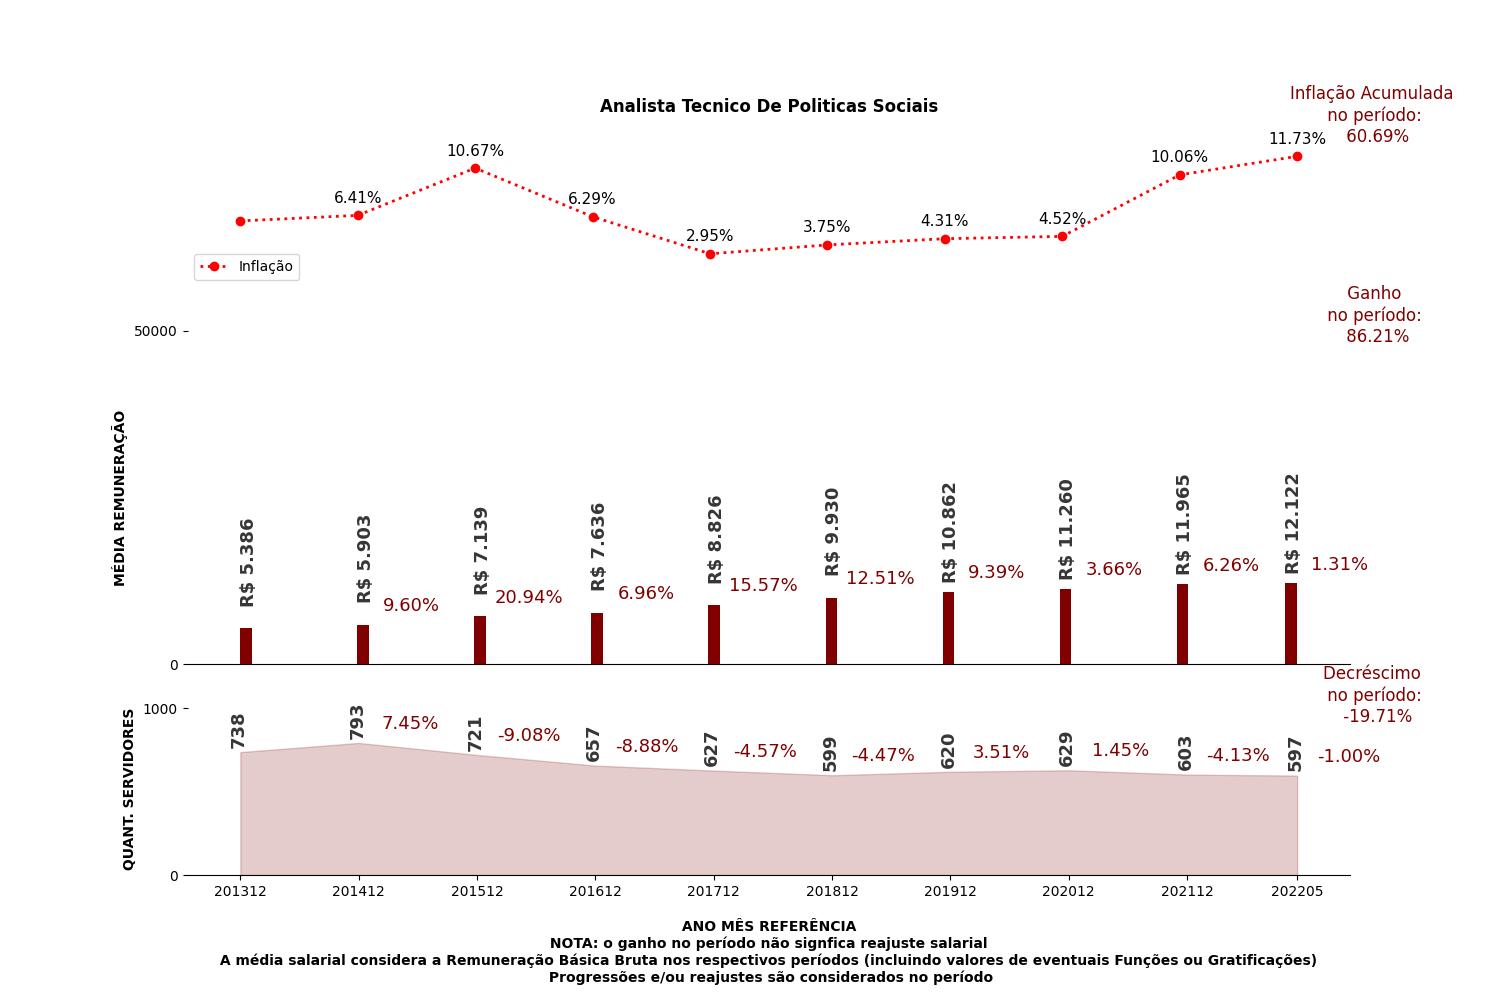 Analista Tecnico De Politicas Sociais
Inflação Acumulada
no período:
60.69%
6.41%
10.67%
6.29%
2.95%
3.75%
4.31%
4.52%
10.06%
11.73%
Inflação
Ganho
no período:
86.21%
50000
0
MÉDIA REMUNERAÇÃO
R$ 5.386
R$ 5.903
R$ 7.139
R$ 7.636
R$ 8.826
R$ 9.930
R$ 10.862
R$ 11.260
R$ 11.965
R$ 12.122
9.60%
20.94%
6.96%
15.57%
12.51%
9.39%
3.66%
6.26%
1.31%
Decréscimo
no período:
-19.71%
1000
0
QUANT. SERVIDORES
738
793
721
657
627
599
620
629
603
597
7.45%
-9.08%
-8.88%
-4.57%
-4.47%
3.51%
1.45%
-4.13%
-1.00%
201312
201412
201512
201612
201712
201812
201912
202012
202112
202205
ANO MÊS REFERÊNCIA
NOTA: o ganho no período não signfica reajuste salarial
A média salarial considera a Remuneração Básica Bruta nos respectivos períodos (incluindo valores de eventuais Funções ou Gratificações)
Progressões e/ou reajustes são considerados no período